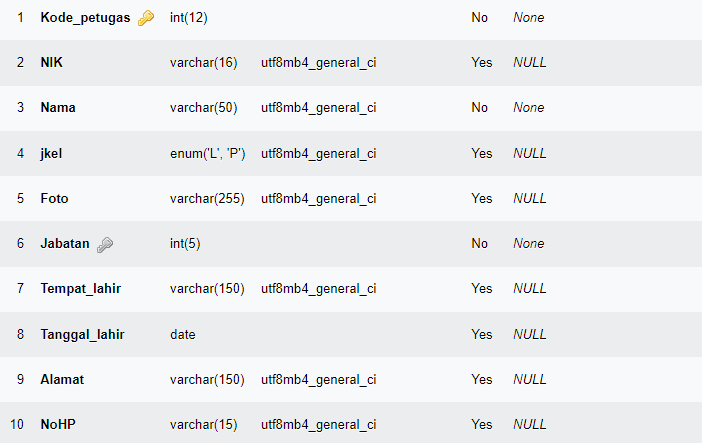 1 Kode_petugas int(12) No None
2 NIK varchar(16) utf8mb4_general_ci Yes NULL
3 Nama varchar(50) utf8mb4_general_ci No None
4 jkel enum('L', 'P') utf8mb4_general_ci Yes NULL
5 Foto varchar(255) utf8mb4_general_ci Yes NULL
6 Jabatan int(5) No None
7 Tempat_lahir varchar(150) utf8mb4_general_ci Yes NULL
8 Tanggal_lahir date Yes NULL
9 Alamat varchar(150) utf8mb4_general_ci Yes NULL
10 NoHP varchar(15) utf8mb4_general_ci Yes NULL